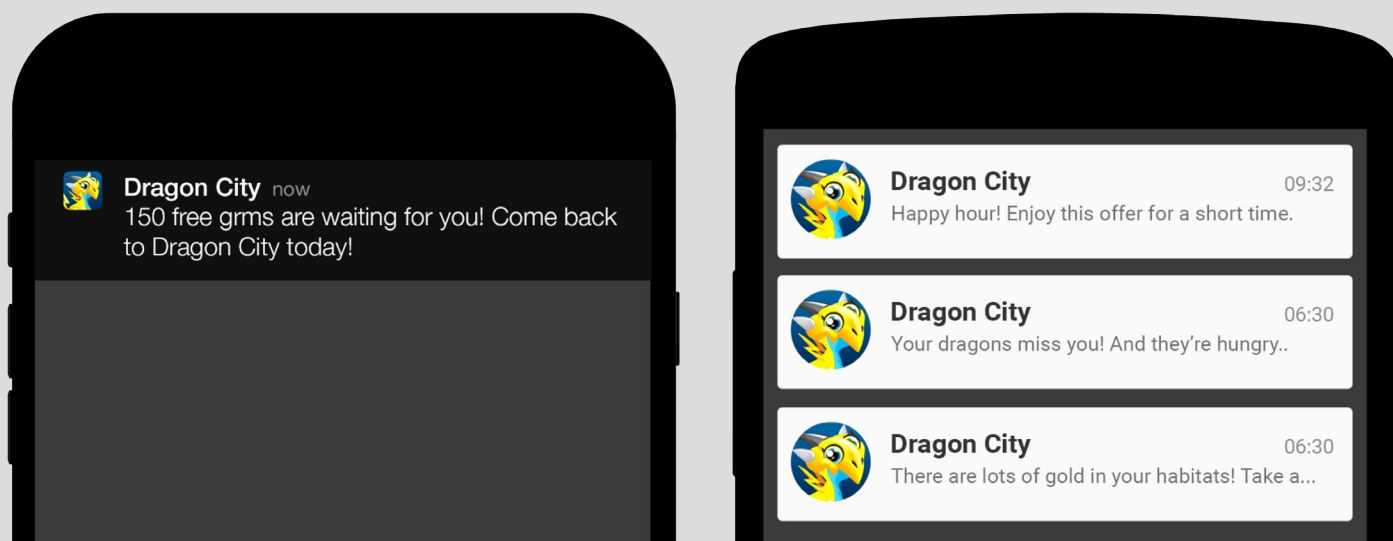 Dragon City now
150 free grms are waiting for you! Come back
to Dragon City today!
Dragon City 09:32
Happy hour! Enjoy this offer for a short time.
Dragon City 06:30
Your dragons miss you! And they’re hungry..
Dragon City 06:30
There are lots of gold in your habitats! Take a...